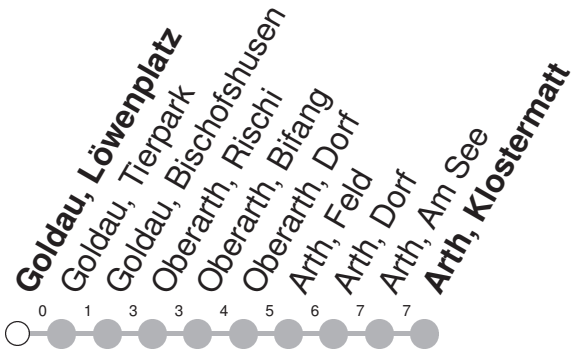 Goldau, Löwenplatz
Goldau, Tierpark
Goldau, Bischofshusen
Oberarth, Rischi
Oberarth, Bifang
Oberarth, Dorf
Arth, Feld
Arth, Dorf
Arth, Am See
Arth, Klostermatt
0 1 3 3 4 5 6 7 7